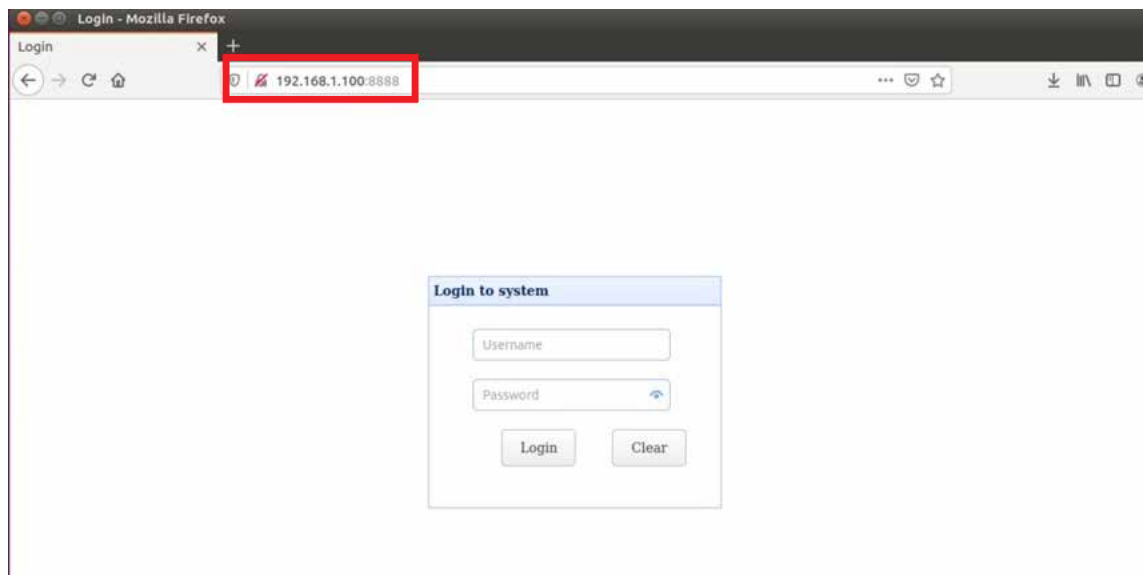 Login - Mozilla Firefox
Login
192.168.1.100:8888
Login to system
Username
Password
Login Clear